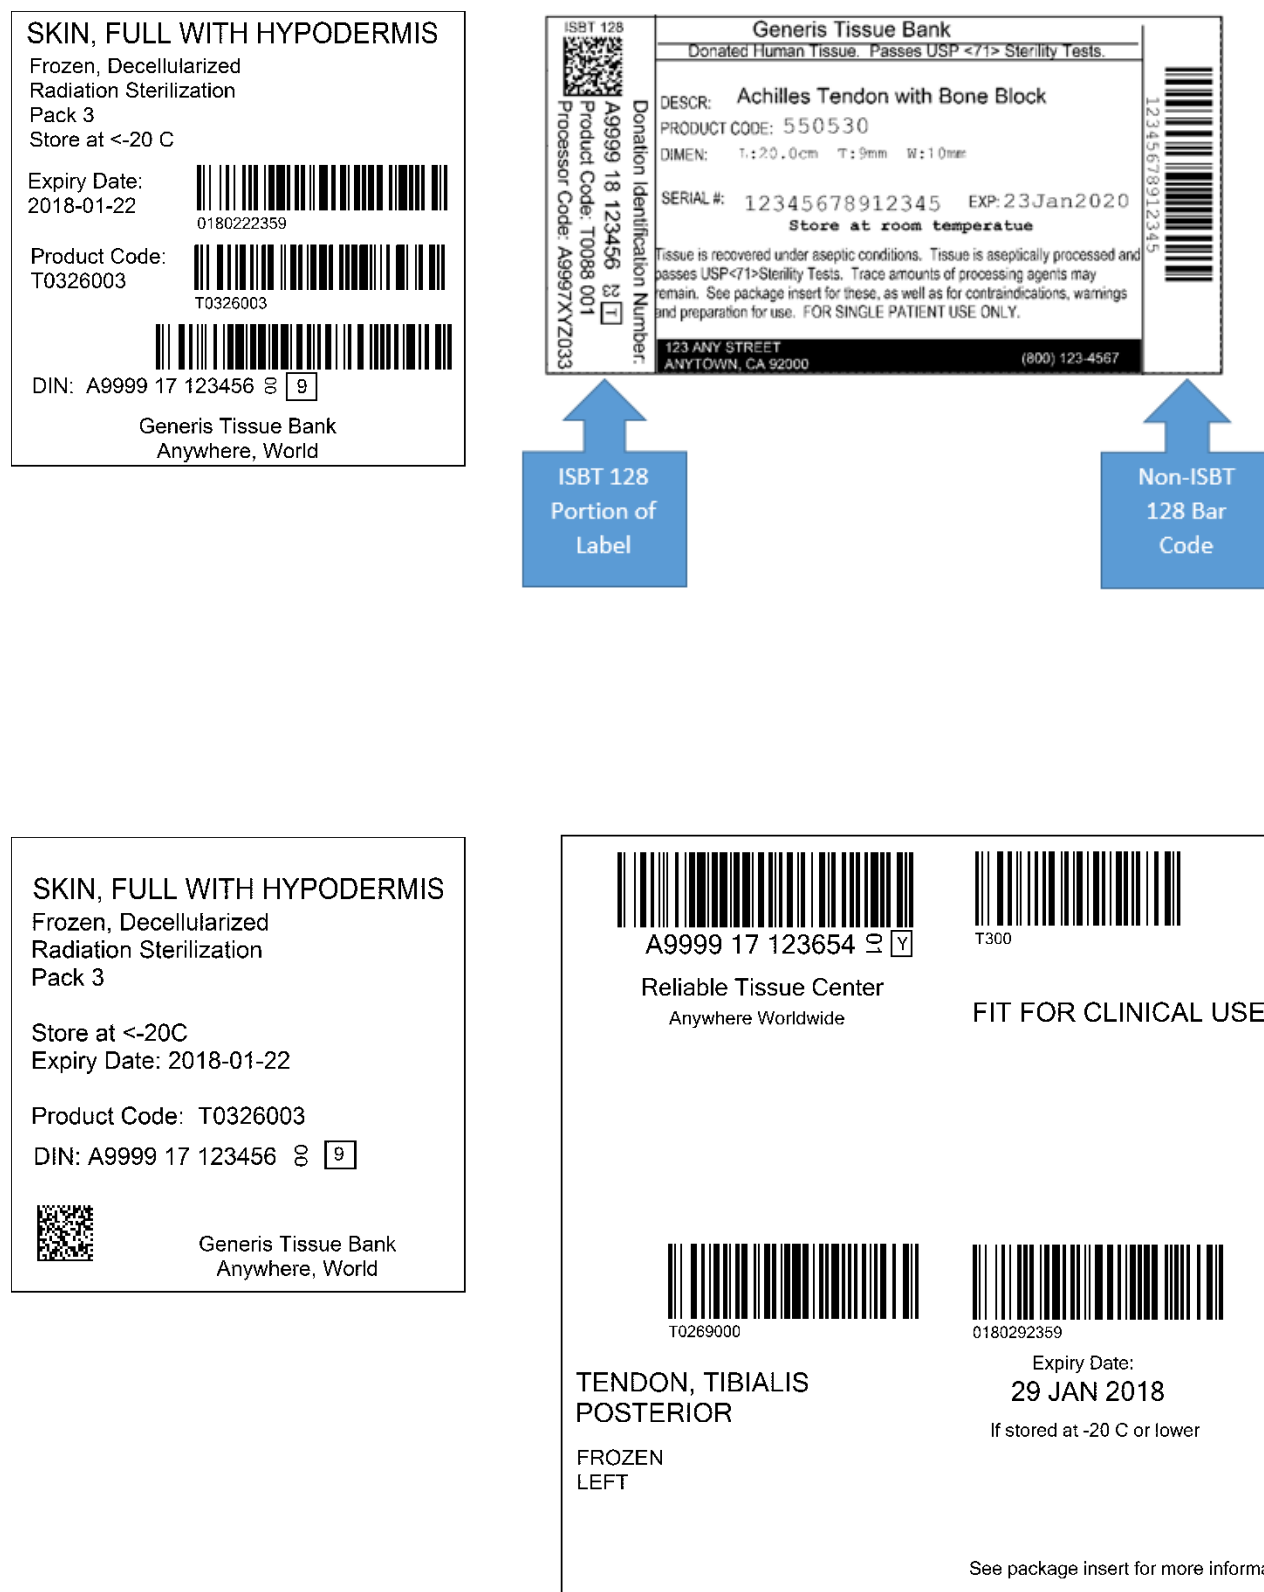 SKIN, FULL WITH HYPODERMIS
Frozen, Decellularized
Radiation Sterilization
Pack 3
Store at <-20 C
Expiry Date:
2018-01-22
0180222359
Product Code:
T0326003
T0326003
DIN: A9999 17 123456 00 9
Generis Tissue Bank
Anywhere, World
ISBT 128
Donation Identification Number:
A9999 18 123456 23 T
Product Code: T0088 001
Processor Code: A9997XYZ033
Generis Tissue Bank
Donated Human Tissue. Passes USP <71> Sterility Tests.
DESCR: Achilles Tendon with Bone Block
PRODUCT CODE: 550530
DIMEN: L:20.0cm T:9mm W:10mm
SERIAL #: 12345678912345 EXP: 23Jan2020
Store at room temperatue
Tissue is recovered under aseptic conditions. Tissue is aseptically processed and
passes USP<71>Sterility Tests. Trace amounts of processing agents may
remain. See package insert for these, as well as for contraindications, warnings
and preparation for use. FOR SINGLE PATIENT USE ONLY.
123 ANY STREET
ANYTOWN, CA 92000
(800) 123-4567
12345678912345
ISBT 128
Portion of
Label
Non-ISBT
128 Bar
Code
SKIN, FULL WITH HYPODERMIS
Frozen, Decellularized
Radiation Sterilization
Pack 3
Store at <-20C
Expiry Date: 2018-01-22
Product Code: T0326003
DIN: A9999 17 123456 00 9
Generis Tissue Bank
Anywhere, World
A9999 17 123654 01 Y
Reliable Tissue Center
Anywhere Worldwide
T300
FIT FOR CLINICAL USE
T0269000
TENDON, TIBIALIS
POSTERIOR
FROZEN
LEFT
0180292359
Expiry Date:
29 JAN 2018
If stored at -20 C or lower
See package insert for more informa